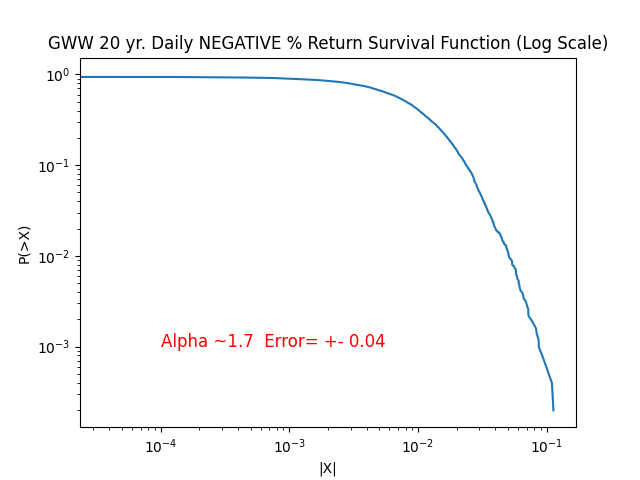 GWW 20 yr. Daily NEGATIVE % Return Survival Function (Log Scale)
10⁰
10⁻¹
10⁻²
10⁻³
P(>X)
Alpha ~1.7  Error= +- 0.04
10⁻⁴ 10⁻³ 10⁻² 10⁻¹
|X|